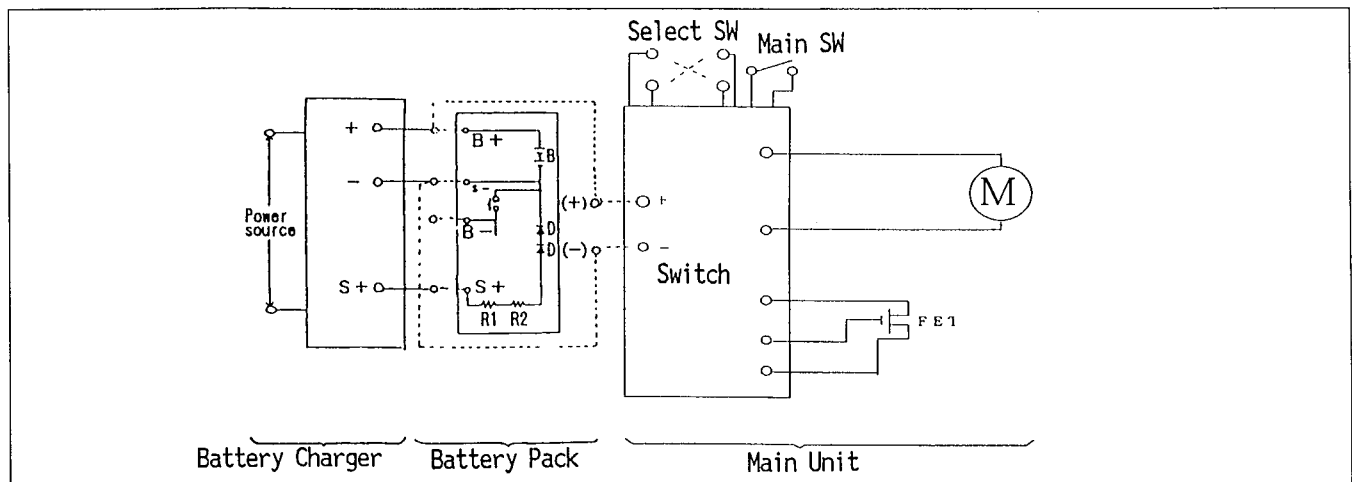 Select SW
Main SW
+
B+
B
-
s-
(+)
+
M
Power
source
B-
D
D
(-)
-
Switch
S+
S+
R1
R2
FET
Battery Charger
Battery Pack
Main Unit